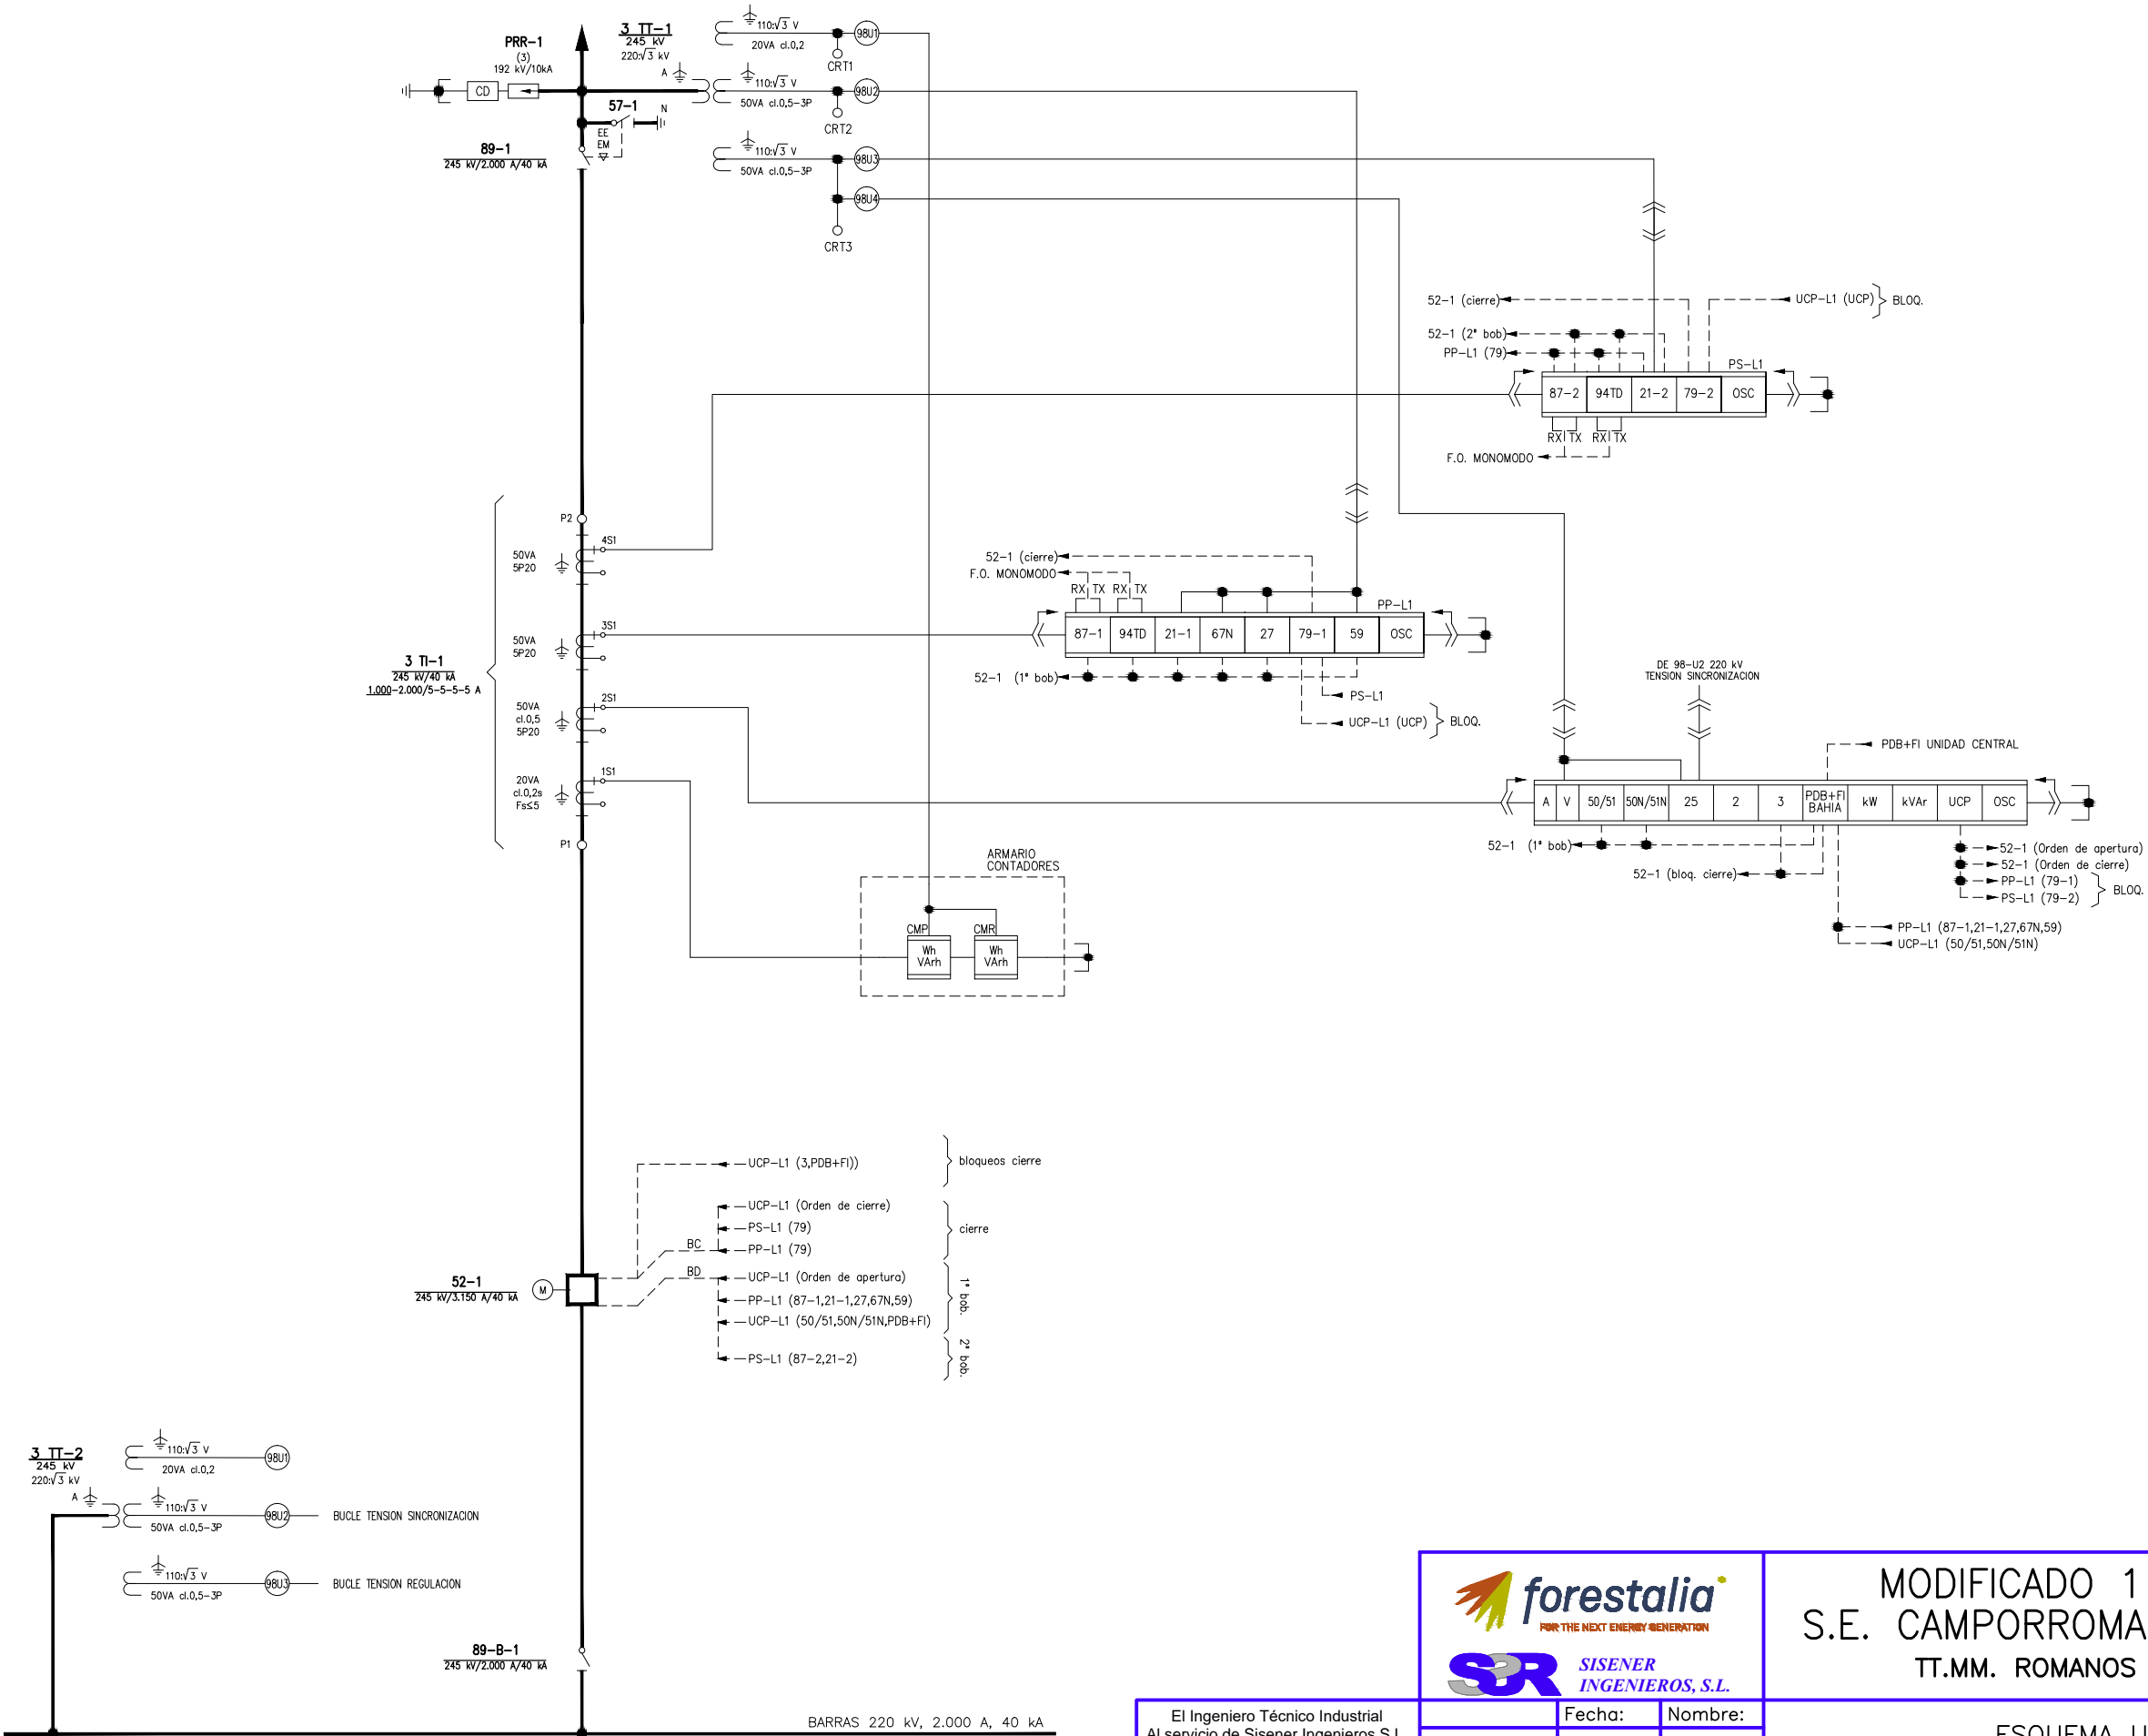 PRR-1
(3)
192 kV/10kA
CD
3 TT-1
245 kV
220:√3 kV
A
110:√3 V
20VA cl.0,2
98U1
CRT1
110:√3 V
50VA cl.0,5-3P
98U2
CRT2
110:√3 V
50VA cl.0,5-3P
98U3
98U4
CRT3
57-1
N
EE
EM
89-1
245 kV/2.000 A/40 kA
52-1 (cierre)
UCP-L1 (UCP)
BLOQ.
52-1 (2ª bob)
PP-L1 (79)
PS-L1
87-2
94TD
21-2
79-2
OSC
RX TX RX TX
F.O. MONOMODO
P2
50VA
5P20
4S1
50VA
5P20
3S1
3 TI-1
245 kV/40 kA
1.000-2.000/5-5-5-5 A
50VA
cl.0,5
5P20
2S1
20VA
cl.0,2s
Fs≤5
1S1
P1
52-1 (cierre)
F.O. MONOMODO
RX TX RX TX
PP-L1
87-1
94TD
21-1
67N
27
79-1
59
OSC
52-1 (1ª bob)
PS-L1
UCP-L1 (UCP)
BLOQ.
DE 98-U2 220 kV
TENSION SINCRONIZACION
PDB+FI UNIDAD CENTRAL
A
V
50/51
50N/51N
25
2
3
PDB+FI
BAHIA
kW
kVAr
UCP
OSC
52-1 (1ª bob)
52-1 (bloq. cierre)
52-1 (Orden de apertura)
52-1 (Orden de cierre)
PP-L1 (79-1)
PS-L1 (79-2)
BLOQ.
PP-L1 (87-1,21-1,27,67N,59)
UCP-L1 (50/51,50N/51N)
ARMARIO
CONTADORES
CMP
Wh
VArh
CMR
Wh
VArh
UCP-L1 (3,PDB+FI))
bloqueos cierre
UCP-L1 (Orden de cierre)
PS-L1 (79)
PP-L1 (79)
cierre
BC
BD
UCP-L1 (Orden de apertura)
PP-L1 (87-1,21-1,27,67N,59)
UCP-L1 (50/51,50N/51N,PDB+FI)
1ª bob.
PS-L1 (87-2,21-2)
2ª bob.
52-1
245 kV/3.150 A/40 kA
M
3 TT-2
245 kV
220:√3 kV
A
110:√3 V
20VA cl.0,2
98U1
110:√3 V
50VA cl.0,5-3P
98U2
BUCLE TENSION SINCRONIZACION
110:√3 V
50VA cl.0,5-3P
98U3
BUCLE TENSION REGULACION
89-B-1
245 kV/2.000 A/40 kA
BARRAS 220 kV, 2.000 A, 40 kA
forestalia
FOR THE NEXT ENERGY GENERATION
SISENER
INGENIEROS, S.L.
MODIFICADO 1
S.E. CAMPORROMA
TT.MM. ROMANOS
El Ingeniero Técnico Industrial
Al servicio de Sisener Ingenieros S.L.
Fecha:
Nombre:
ESQUEMA U